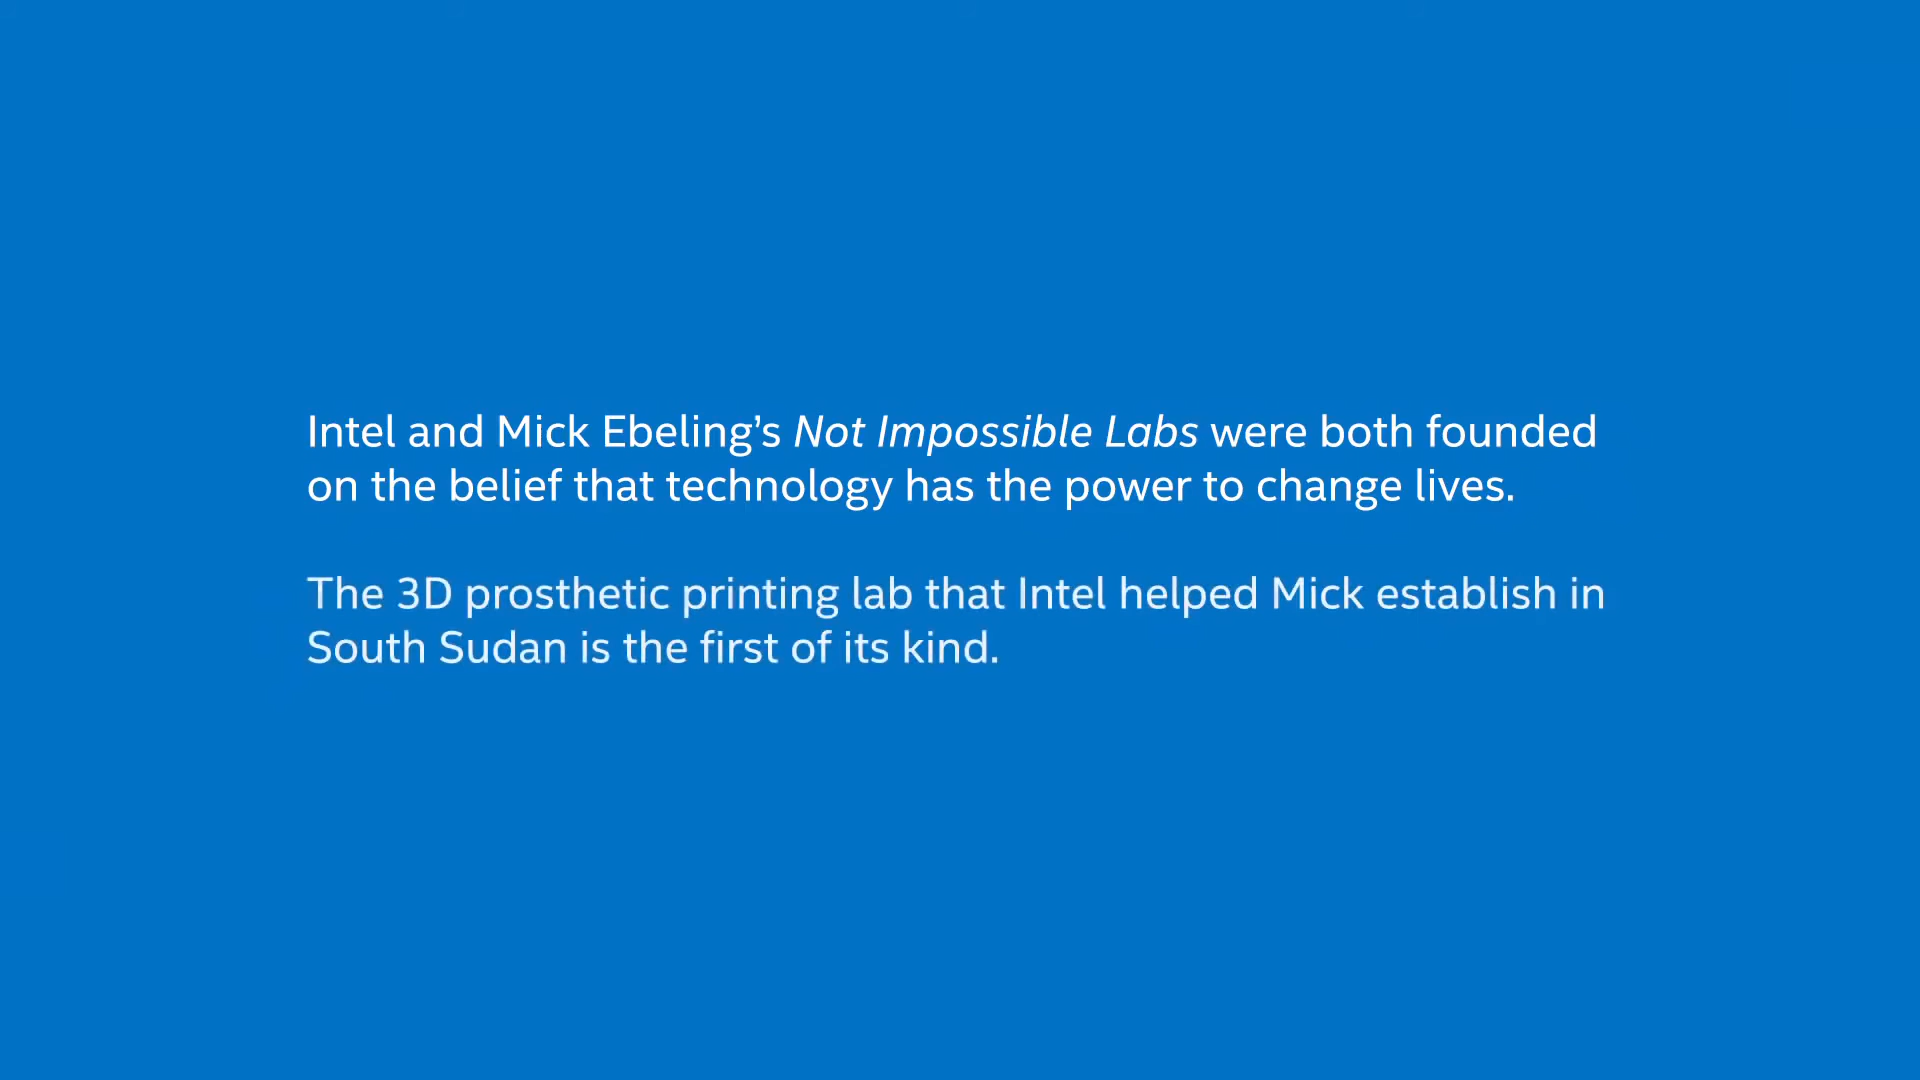 Intel and Mick Ebeling’s Not Impossible Labs were both founded
on the belief that technology has the power to change lives.
The 3D prosthetic printing lab that Intel helped Mick establish in
South Sudan is the first of its kind.